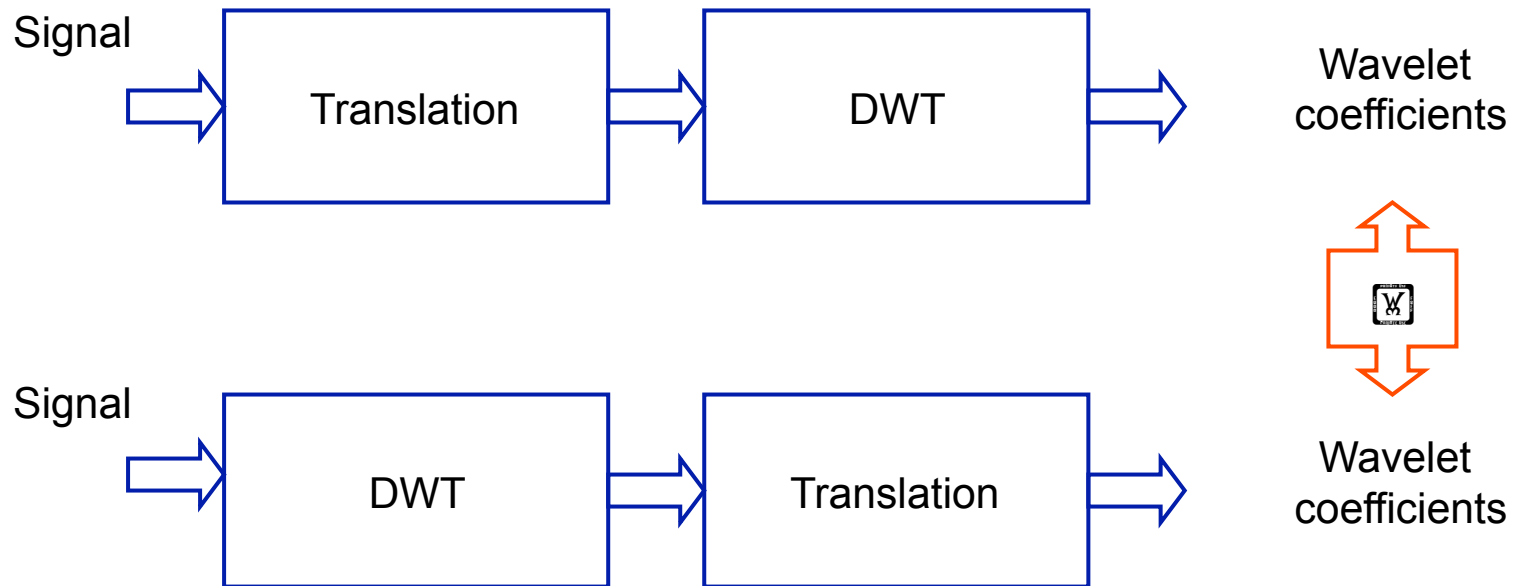 Signal
Translation
DWT
Wavelet
coefficients
Signal
DWT
Translation
Wavelet
coefficients